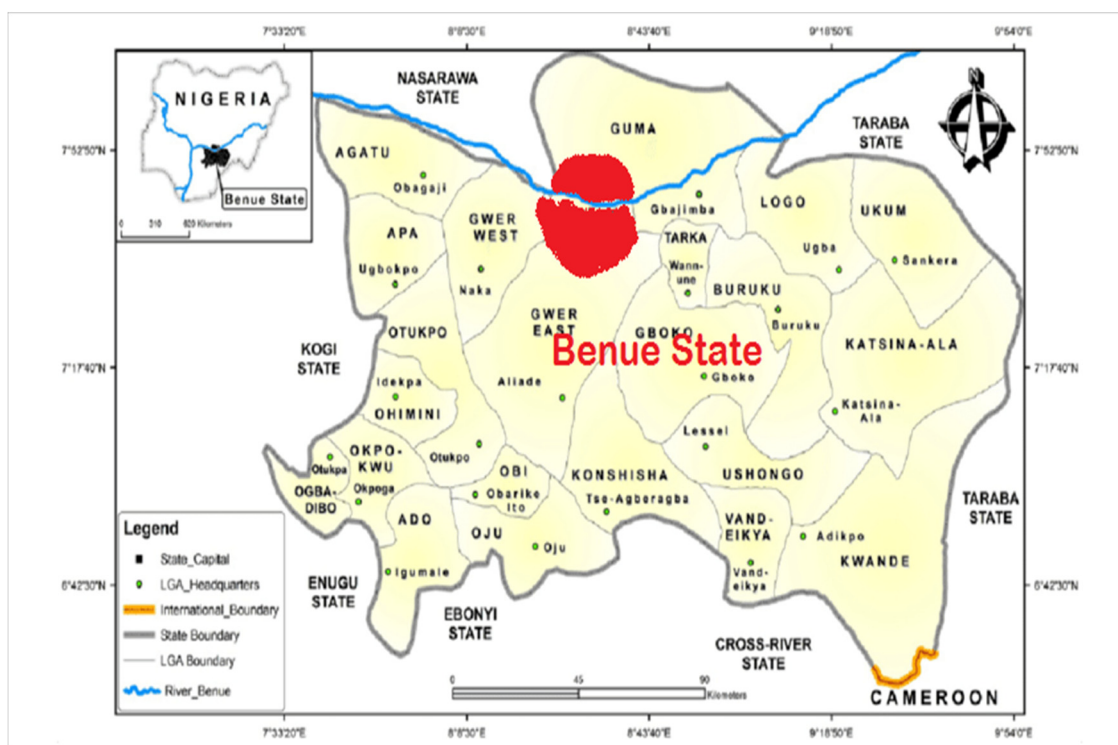 7°33'20"E
8°8'30"E
8°43'40"E
9°18'50"E
9°54'0"E
NIGERIA
Benue State
0 310 620
Kilometers
NASARAWA
STATE
GUMA
TARABA
STATE
N
7°52'50"N
7°52'50"N
AGATU
Obagaji
GWER
WEST
Gbajimba
LOGO
UKUM
APA
TARKA
Ugba
Sankera
Ugbokpo
Naka
Wann-
une
BURUKU
OTUKPO
GWER
EAST
GBOKO
Buruku
KATSINA-ALA
Benue State
KOGI
STATE
7°17'40"N
7°17'40"N
Idekpa
Aliade
Gboko
OHIMINI
Katsina-
Ala
Lessel
OKPO-
KWU
Otukpo
Otukpa
OBI
KONSHISHA
USHONGO
OGBA-
DIBO
Okpoga
Obarike
Ito
Tse-Agberagba
TARABA
STATE
ADO
OJU
Oju
VAND-
EIKYA
Adikpo
KWANDE
Igumale
Vand-
eikya
6°42'30"N
6°42'30"N
ENUGU
STATE
EBONYI
STATE
CROSS-RIVER
STATE
CAMEROON
Legend
State_Capital
LGA_Headquarters
International_Boundary
State Boundary
LGA Boundary
River_Benue
0 45 90
Kilometers
7°33'20"E
8°8'30"E
8°43'40"E
9°18'50"E
9°54'0"E